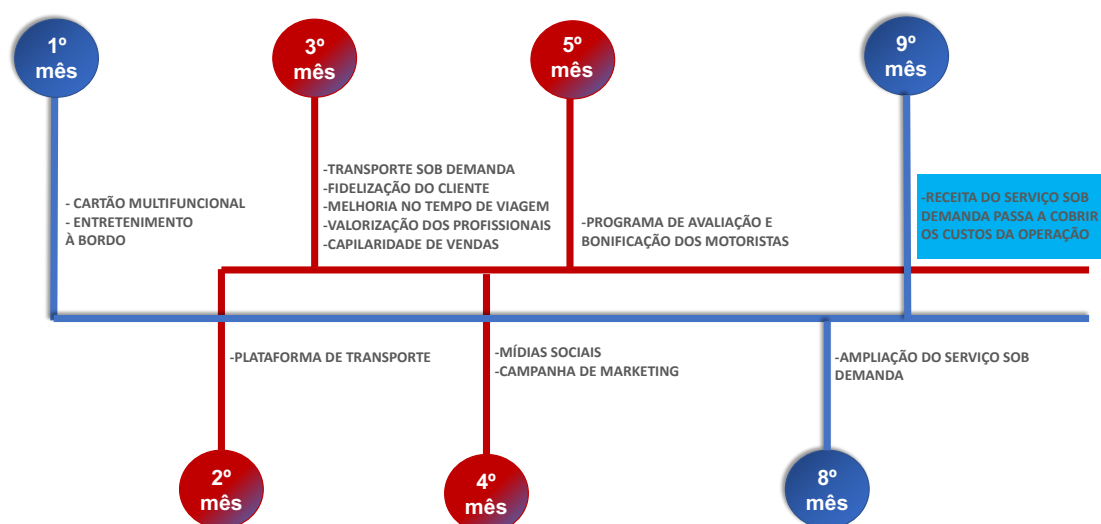 1º
mês
3º
mês
5º
mês
9º
mês
- CARTÃO MULTIFUNCIONAL
- ENTRETENIMENTO
À BORDO
-TRANSPORTE SOB DEMANDA
-FIDELIZAÇÃO DO CLIENTE
-MELHORIA NO TEMPO DE VIAGEM
-VALORIZAÇÃO DOS PROFISSIONAIS
-CAPILARIDADE DE VENDAS
-PROGRAMA DE AVALIAÇÃO E
BONIFICAÇÃO DOS MOTORISTAS
-RECEITA DO SERVIÇO SOB
DEMANDA PASSA A COBRIR
OS CUSTOS DA OPERAÇÃO
-PLATAFORMA DE TRANSPORTE
-MÍDIAS SOCIAIS
-CAMPANHA DE MARKETING
-AMPLIAÇÃO DO SERVIÇO SOB
DEMANDA
2º
mês
4º
mês
8º
mês